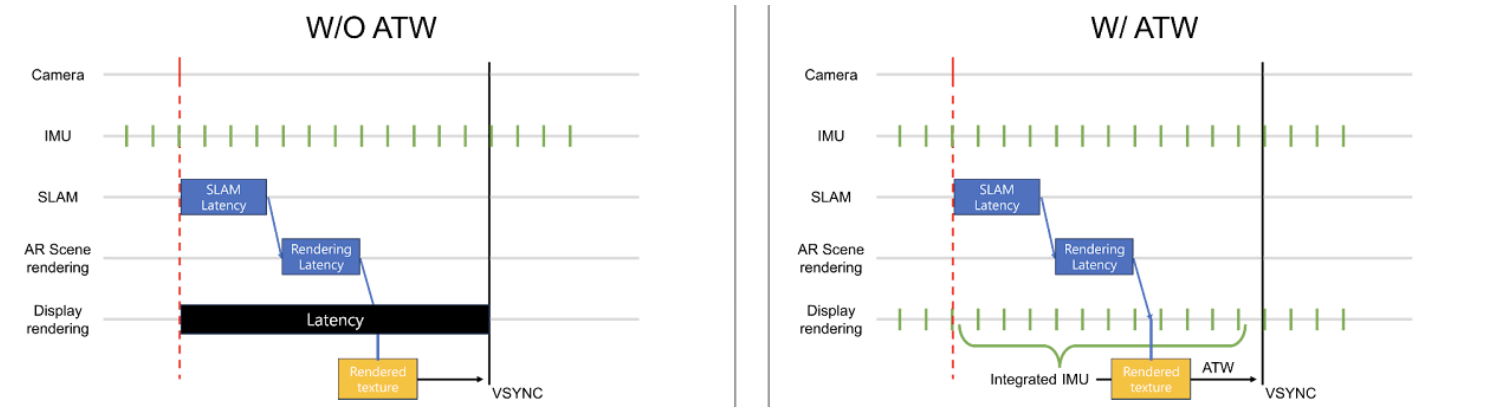 W/O ATW
Camera
IMU
SLAM
SLAM
Latency
AR Scene
rendering
Rendering
Latency
Display
rendering
Latency
Rendered
texture
VSYNC
W/ ATW
Camera
IMU
SLAM
SLAM
Latency
AR Scene
rendering
Rendering
Latency
Display
rendering
Integrated IMU
Rendered
texture
ATW
VSYNC